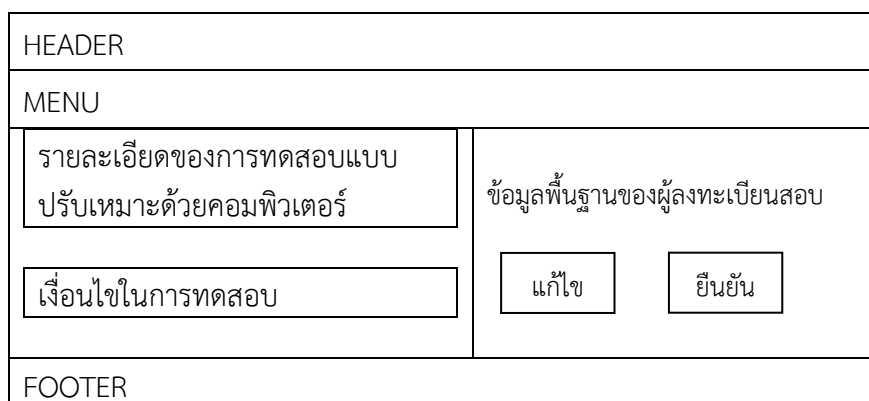 HEADER
MENU
รายละเอียดของการทดสอบแบบ
ปรับเหมาะด้วยคอมพิวเตอร์
เงื่อนไขในการทดสอบ
ข้อมูลพื้นฐานของผู้ลงทะเบียนสอบ
แก้ไข
ยืนยัน
FOOTER